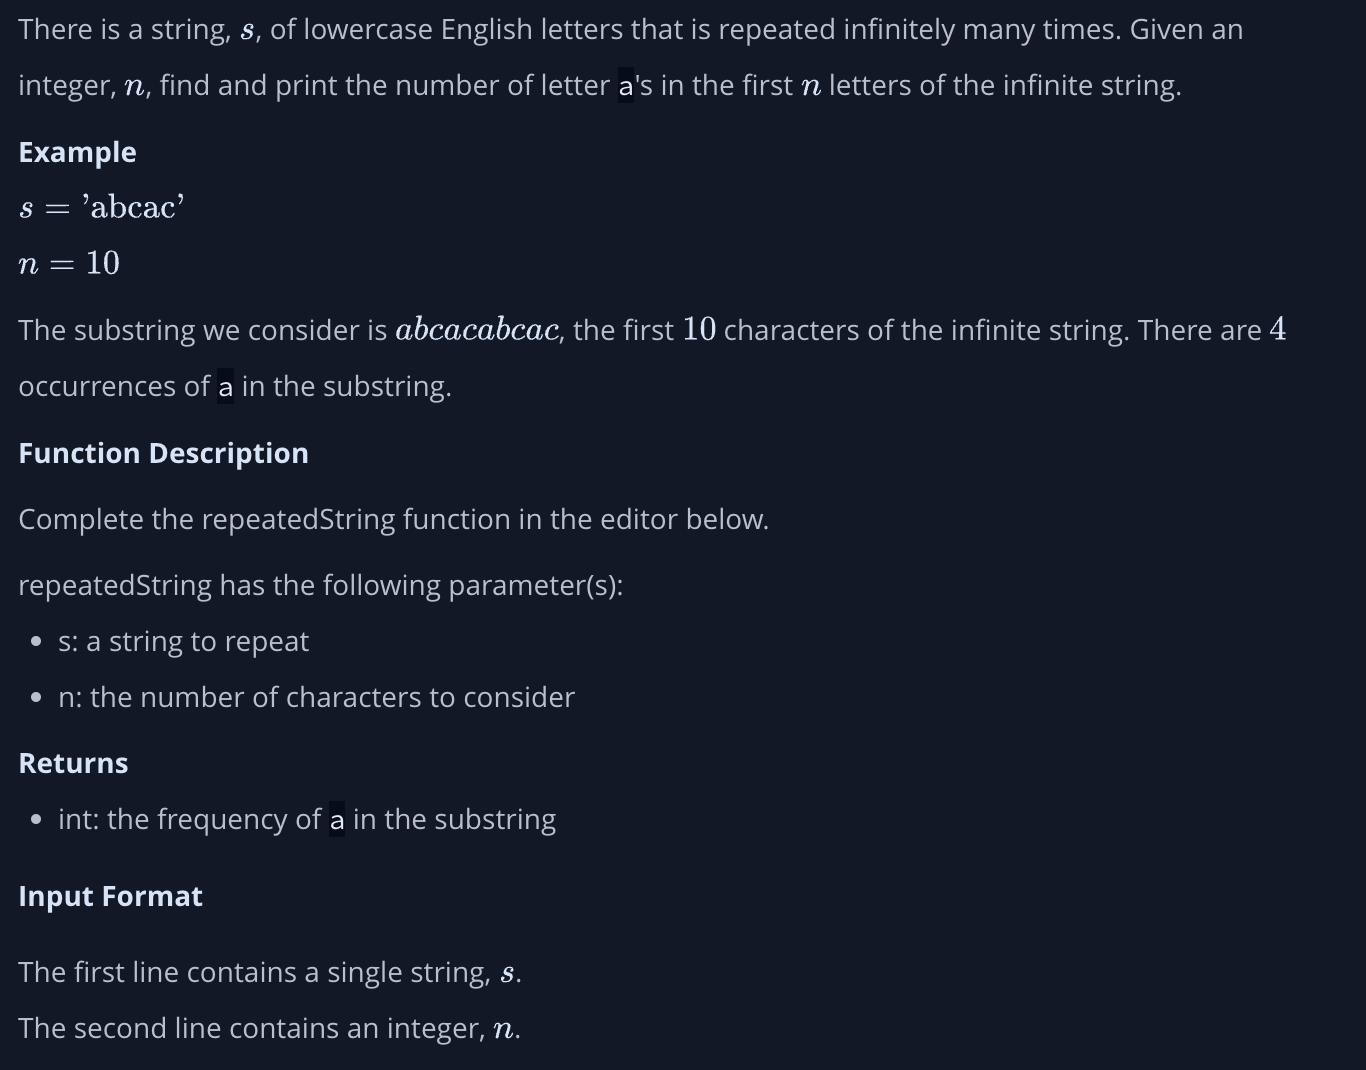 There is a string, s, of lowercase English letters that is repeated infinitely many times. Given an
integer, n, find and print the number of letter a's in the first n letters of the infinite string.
Example
s = 'abcac'
n = 10
The substring we consider is abcacabcac, the first 10 characters of the infinite string. There are 4
occurrences of a in the substring.
Function Description
Complete the repeatedString function in the editor below.
repeatedString has the following parameter(s):
• s: a string to repeat
• n: the number of characters to consider
Returns
• int: the frequency of a in the substring
Input Format
The first line contains a single string, s.
The second line contains an integer, n.